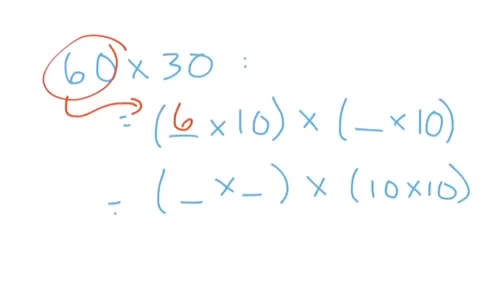 60 × 30 :
= (6 × 10) × (_ × 10)
= (_ × _) × (10 × 10)